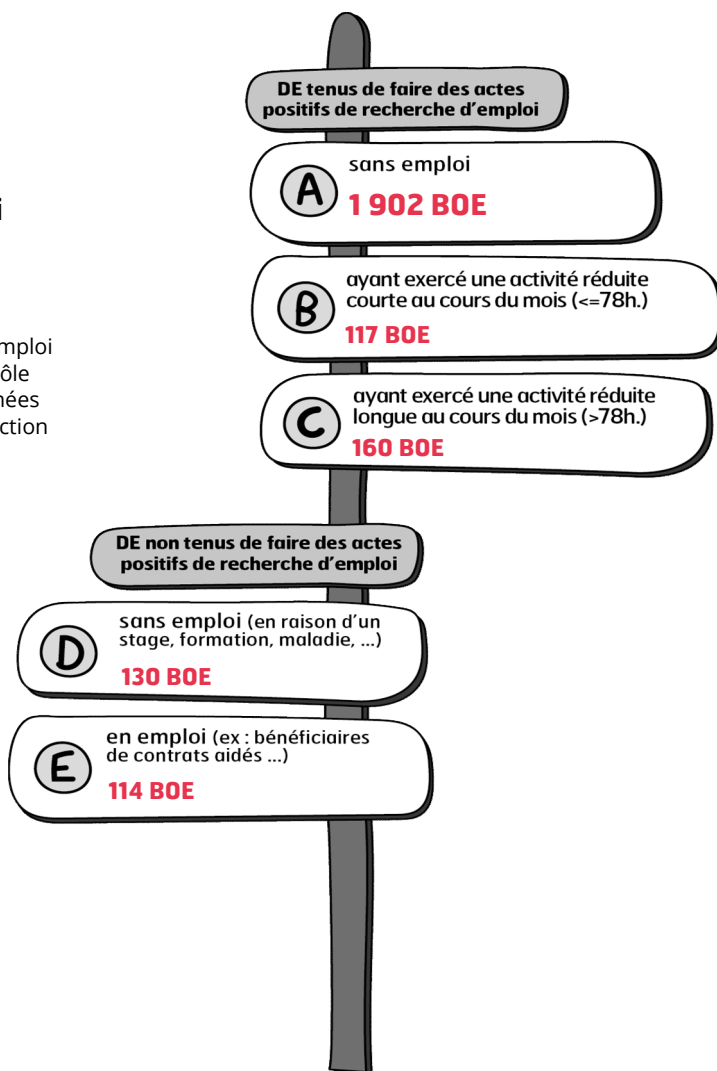 DE tenus de faire des actes
positifs de recherche d'emploi
A
sans emploi
1 902 BOE
B
ayant exercé une activité réduite
courte au cours du mois (<=78h.)
117 BOE
C
ayant exercé une activité réduite
longue au cours du mois (>78h.)
160 BOE
DE non tenus de faire des actes
positifs de recherche d'emploi
D
sans emploi (en raison d'un
stage, formation, maladie, ...)
130 BOE
E
en emploi (ex : bénéficiaires
de contrats aidés ...)
114 BOE